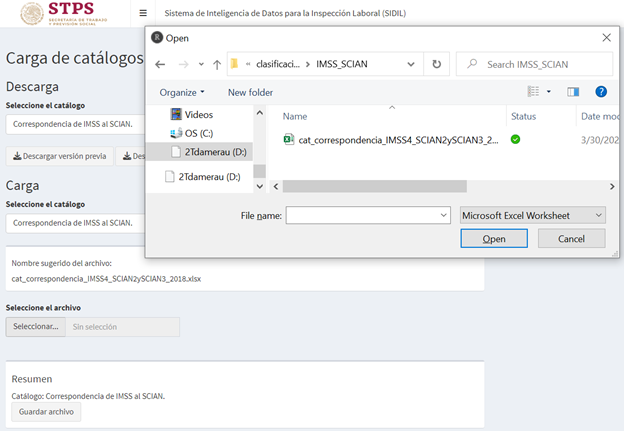 STPS
SECRETARÍA DE TRABAJO
Y PREVISIÓN SOCIAL
Sistema de Inteligencia de Datos para la Inspección Laboral (SIDIL)
Carga de catálogos
Descarga
Seleccione el catálogo
Correspondencia de IMSS al SCIAN.
Descargar versión previa
Des
Carga
Seleccione el catálogo
Correspondencia de IMSS al SCIAN.
Nombre sugerido del archivo:
cat_correspondencia_IMSS4_SCIAN2ySCIAN3_2018.xlsx
Seleccione el archivo
Seleccionar...
Sin selección
Resumen
Catálogo: Correspondencia de IMSS al SCIAN.
Guardar archivo
R
Open
« clasificaci... › IMSS_SCIAN
Search IMSS_SCIAN
Organize
New folder
?
Videos
OS (C:)
2Tdamerau (D:)
2Tdamerau (D:)
Name
Status
Date mod
cat_correspondencia_IMSS4_SCIAN2ySCIAN3_2...
3/30/202
File name:
Microsoft Excel Worksheet
Open
Cancel